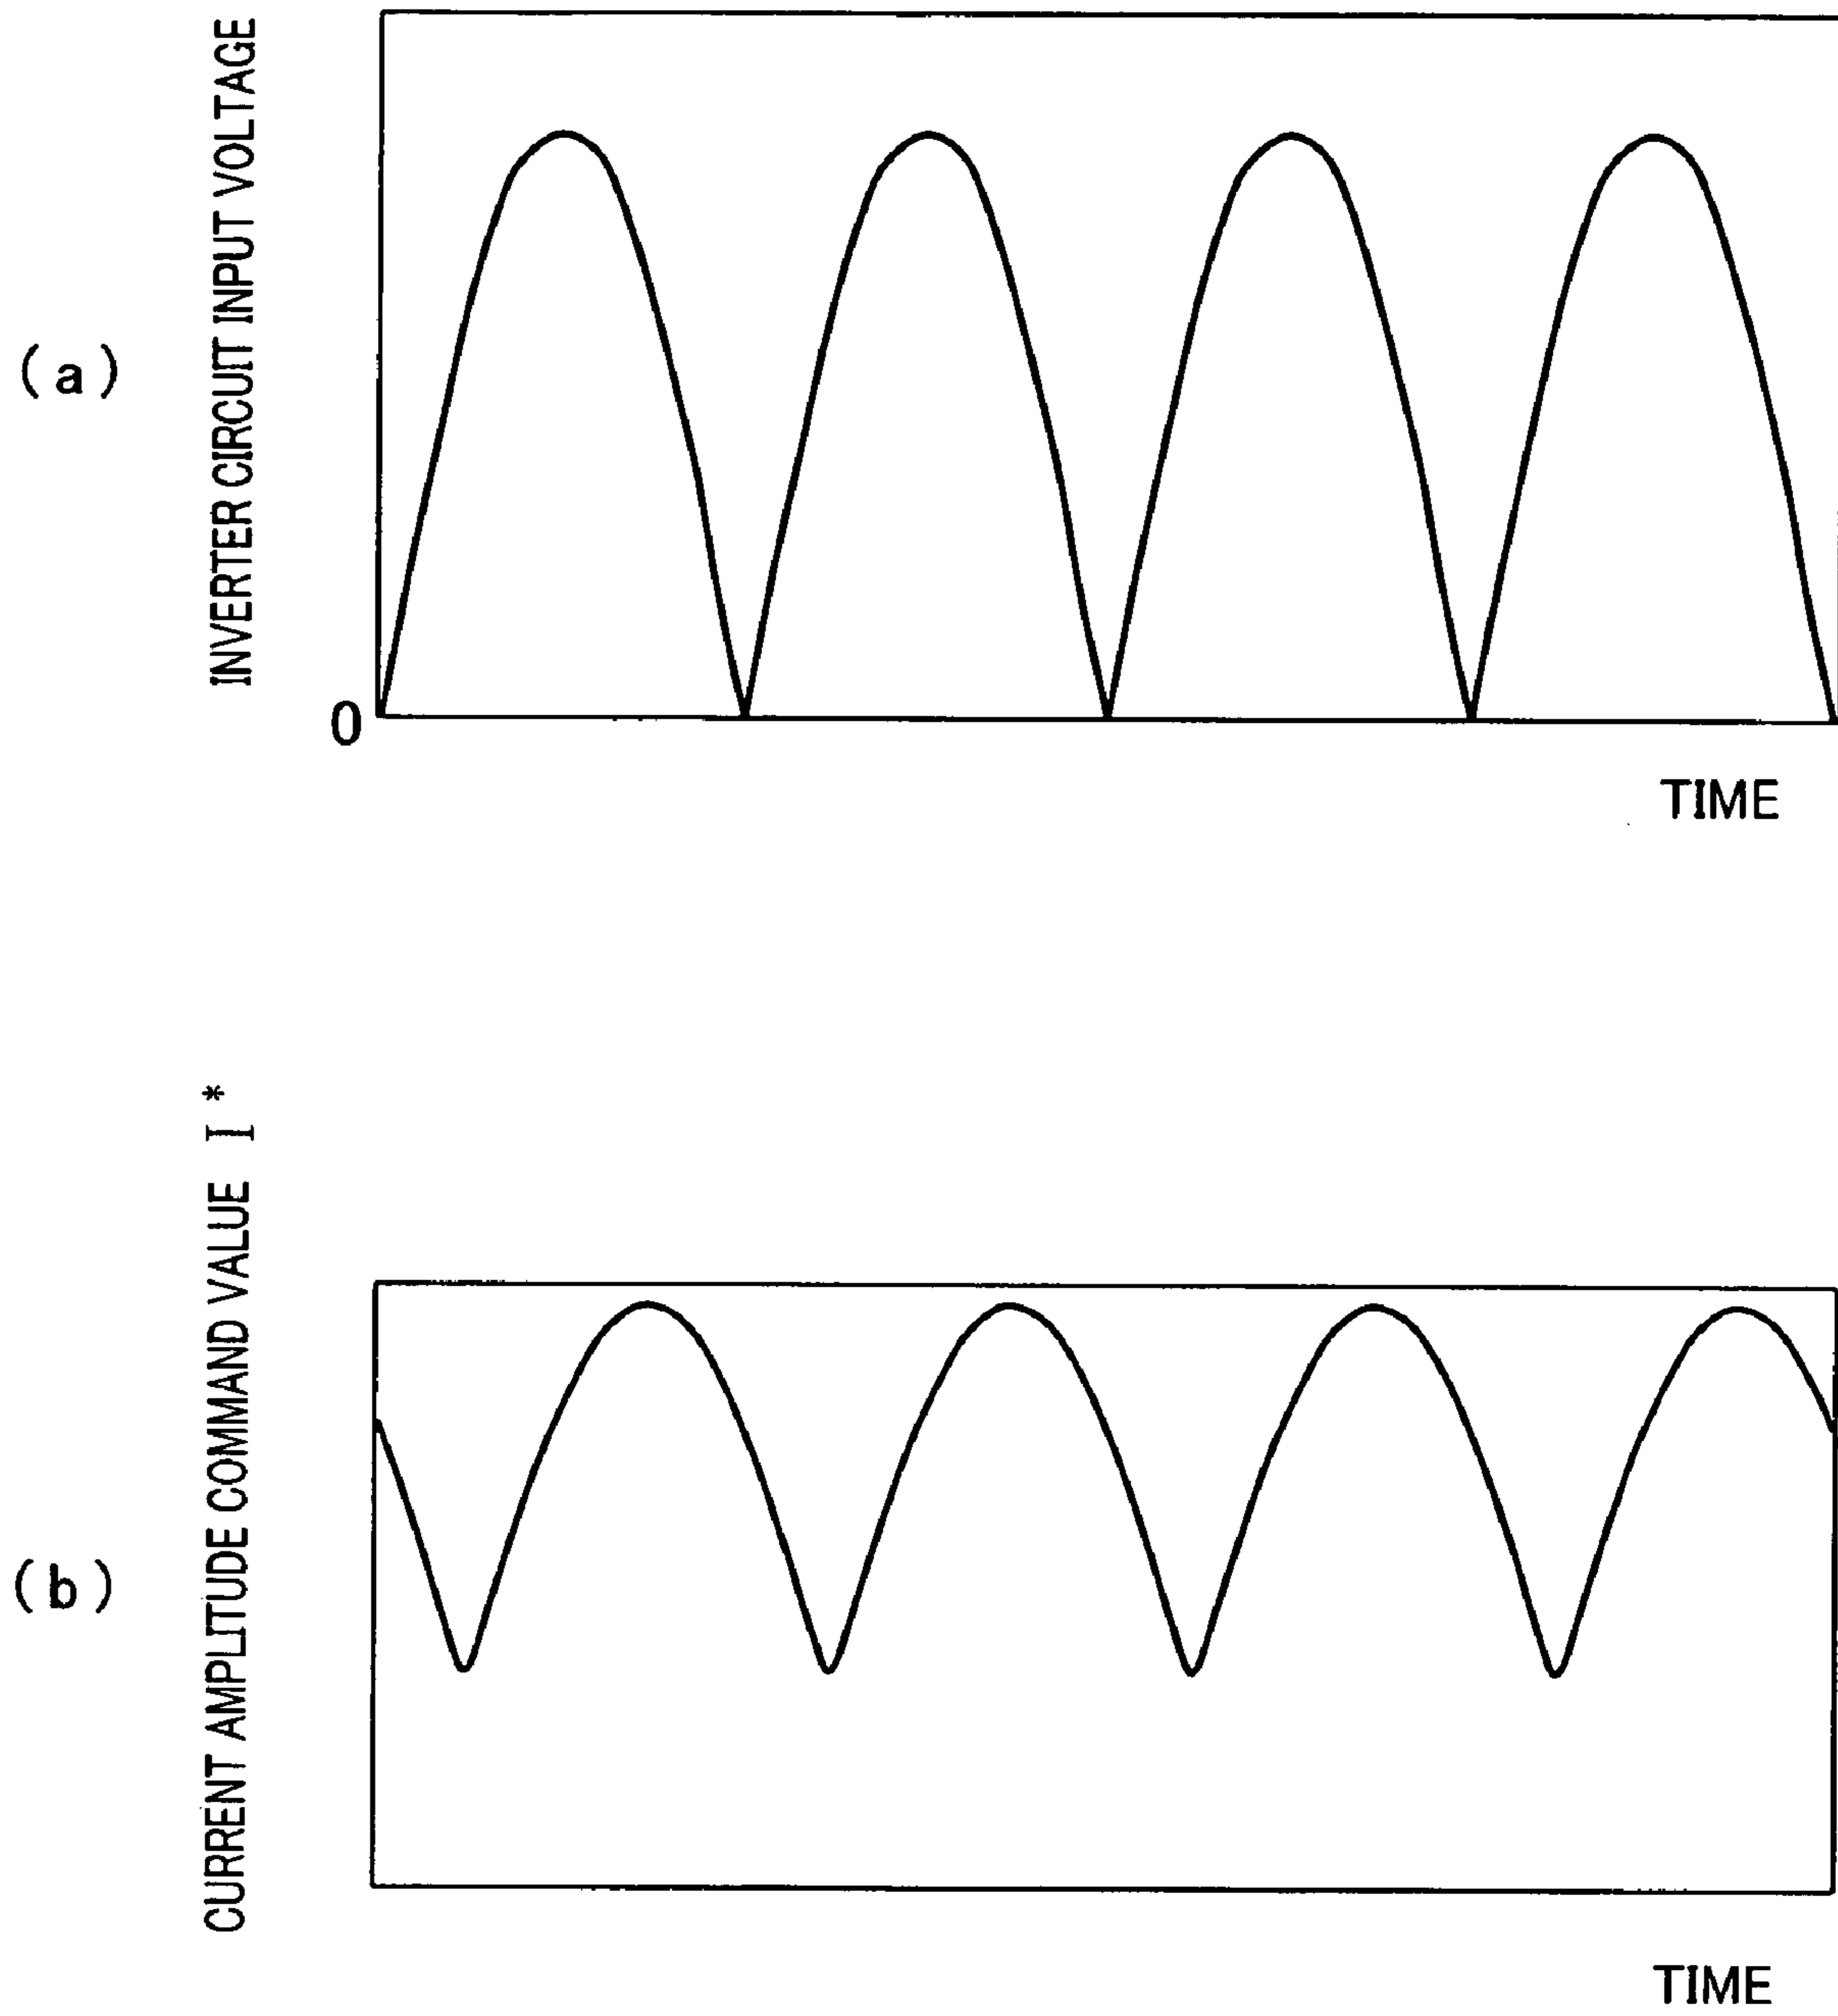 (a)
INVERTER CIRCUIT INPUT VOLTAGE
0
TIME
(b)
CURRENT AMPLITUDE COMMAND VALUE I*
TIME